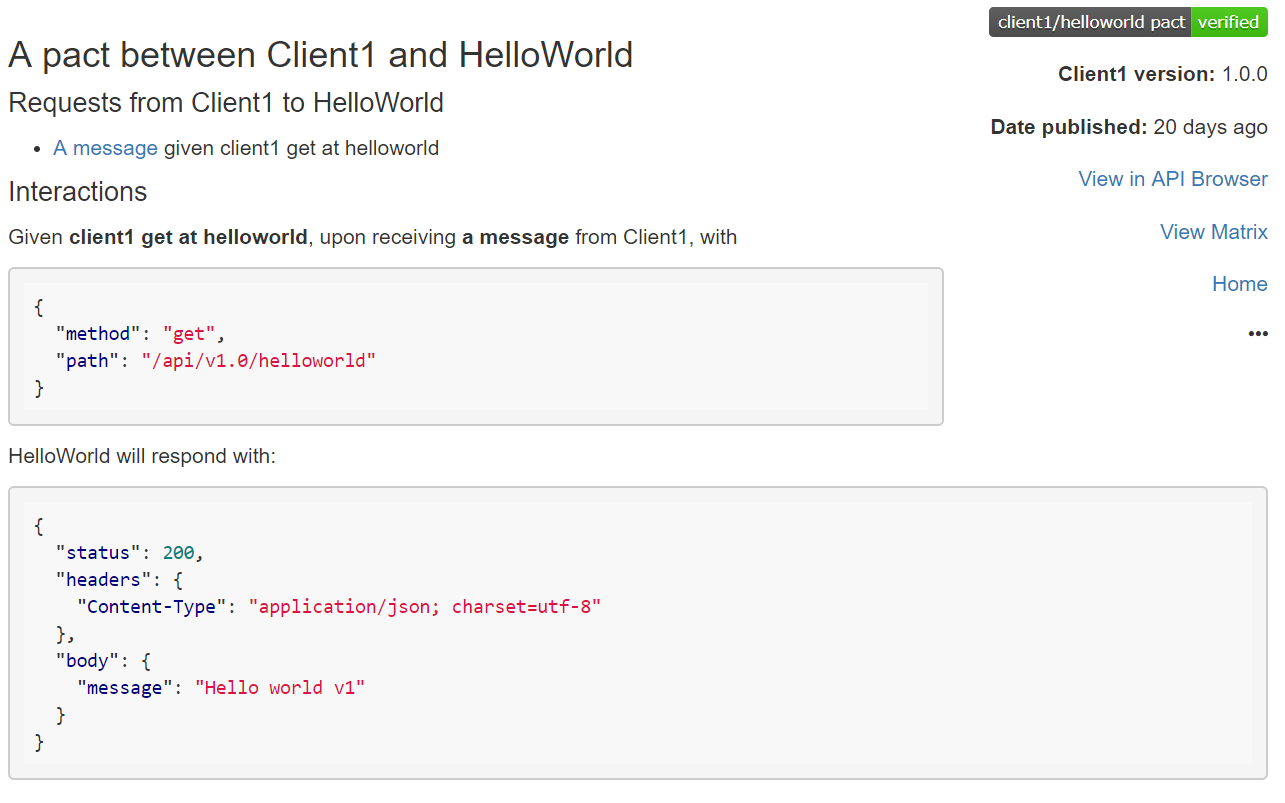 client1/helloworld pact verified
A pact between Client1 and HelloWorld
Client1 version: 1.0.0
Requests from Client1 to HelloWorld
Date published: 20 days ago
• A message given client1 get at helloworld
View in API Browser
Interactions
View Matrix
Given client1 get at helloworld, upon receiving a message from Client1, with
Home
•••
{
  "method": "get",
  "path": "/api/v1.0/helloworld"
}
HelloWorld will respond with:
{
  "status": 200,
  "headers": {
    "Content-Type": "application/json; charset=utf-8"
  },
  "body": {
    "message": "Hello world v1"
  }
}